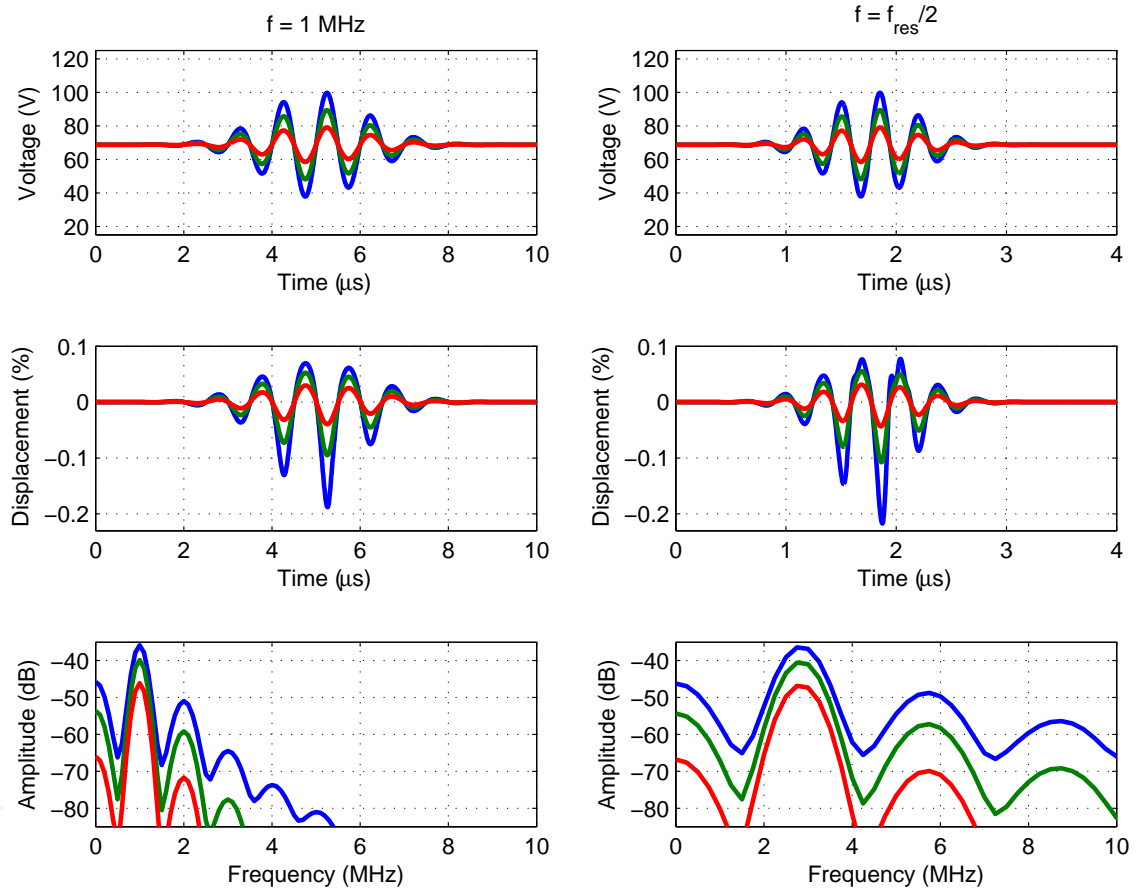 f = 1 MHz
f = f_res/2
120
100
80
60
40
20
Voltage (V)
0 2 4 6 8 10
Time (μs)
120
100
80
60
40
20
Voltage (V)
0 1 2 3 4
Time (μs)
0.1
0
−0.1
−0.2
Displacement (%)
0 2 4 6 8 10
Time (μs)
0.1
0
−0.1
−0.2
Displacement (%)
0 1 2 3 4
Time (μs)
−40
−50
−60
−70
−80
Amplitude (dB)
0 2 4 6 8 10
Frequency (MHz)
−40
−50
−60
−70
−80
Amplitude (dB)
0 2 4 6 8 10
Frequency (MHz)